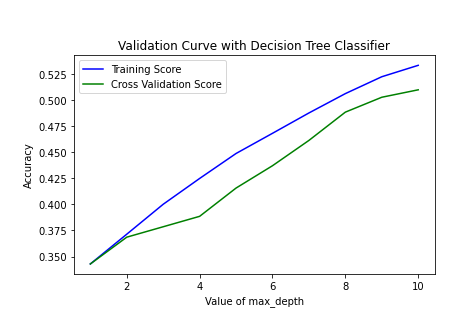 Validation Curve with Decision Tree Classifier
Training Score
Cross Validation Score
0.525
0.500
0.475
0.450
0.425
0.400
0.375
0.350
Accuracy
2
4
6
8
10
Value of max_depth